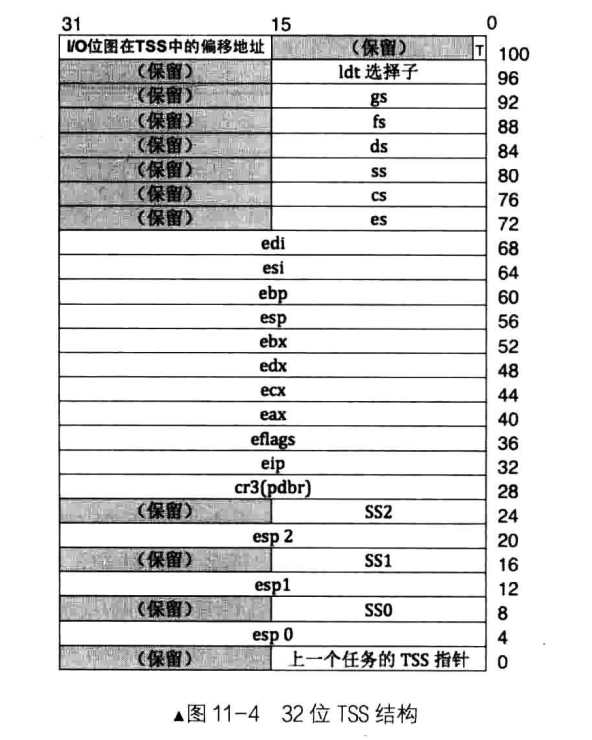 31 15 0
I/O位图在TSS中的偏移地址 （保留） T 100
（保留） ldt 选择子 96
（保留） gs 92
（保留） fs 88
（保留） ds 84
（保留） ss 80
（保留） cs 76
（保留） es 72
edi 68
esi 64
ebp 60
esp 56
ebx 52
edx 48
ecx 44
eax 40
eflags 36
eip 32
cr3(pdbr) 28
（保留） SS2 24
esp 2 20
（保留） SS1 16
esp1 12
（保留） SS0 8
esp 0 4
（保留） 上一个任务的 TSS 指针 0
▲图 11-4 32 位 TSS 结构